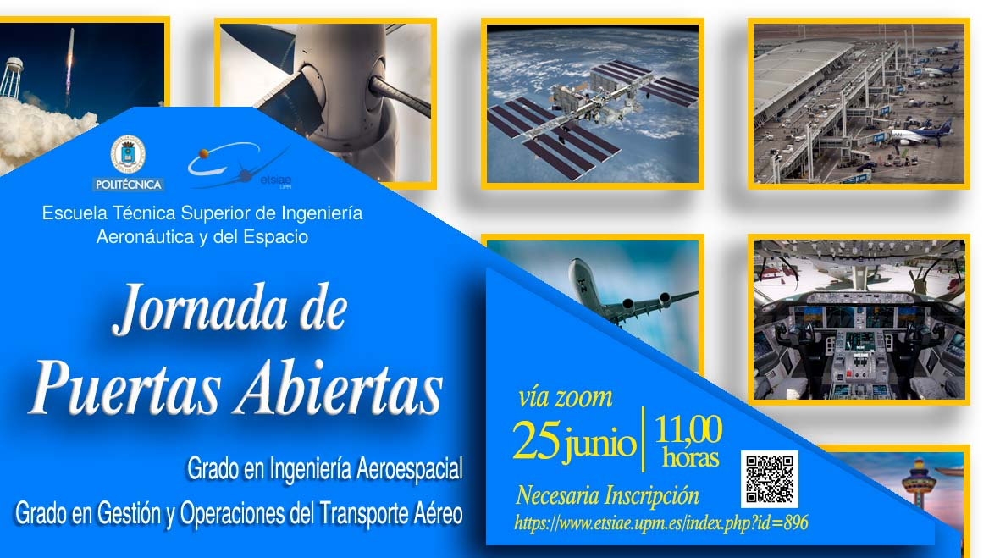 POLITÉCNICA
etsiae
UPM
Escuela Técnica Superior de Ingeniería
Aeronáutica y del Espacio
Jornada de
Puertas Abiertas
Grado en Ingeniería Aeroespacial
Grado en Gestión y Operaciones del Transporte Aéreo
vía zoom
25 junio
11,00
horas
Necesaria Inscripción
https://www.etsiae.upm.es/index.php?id=896